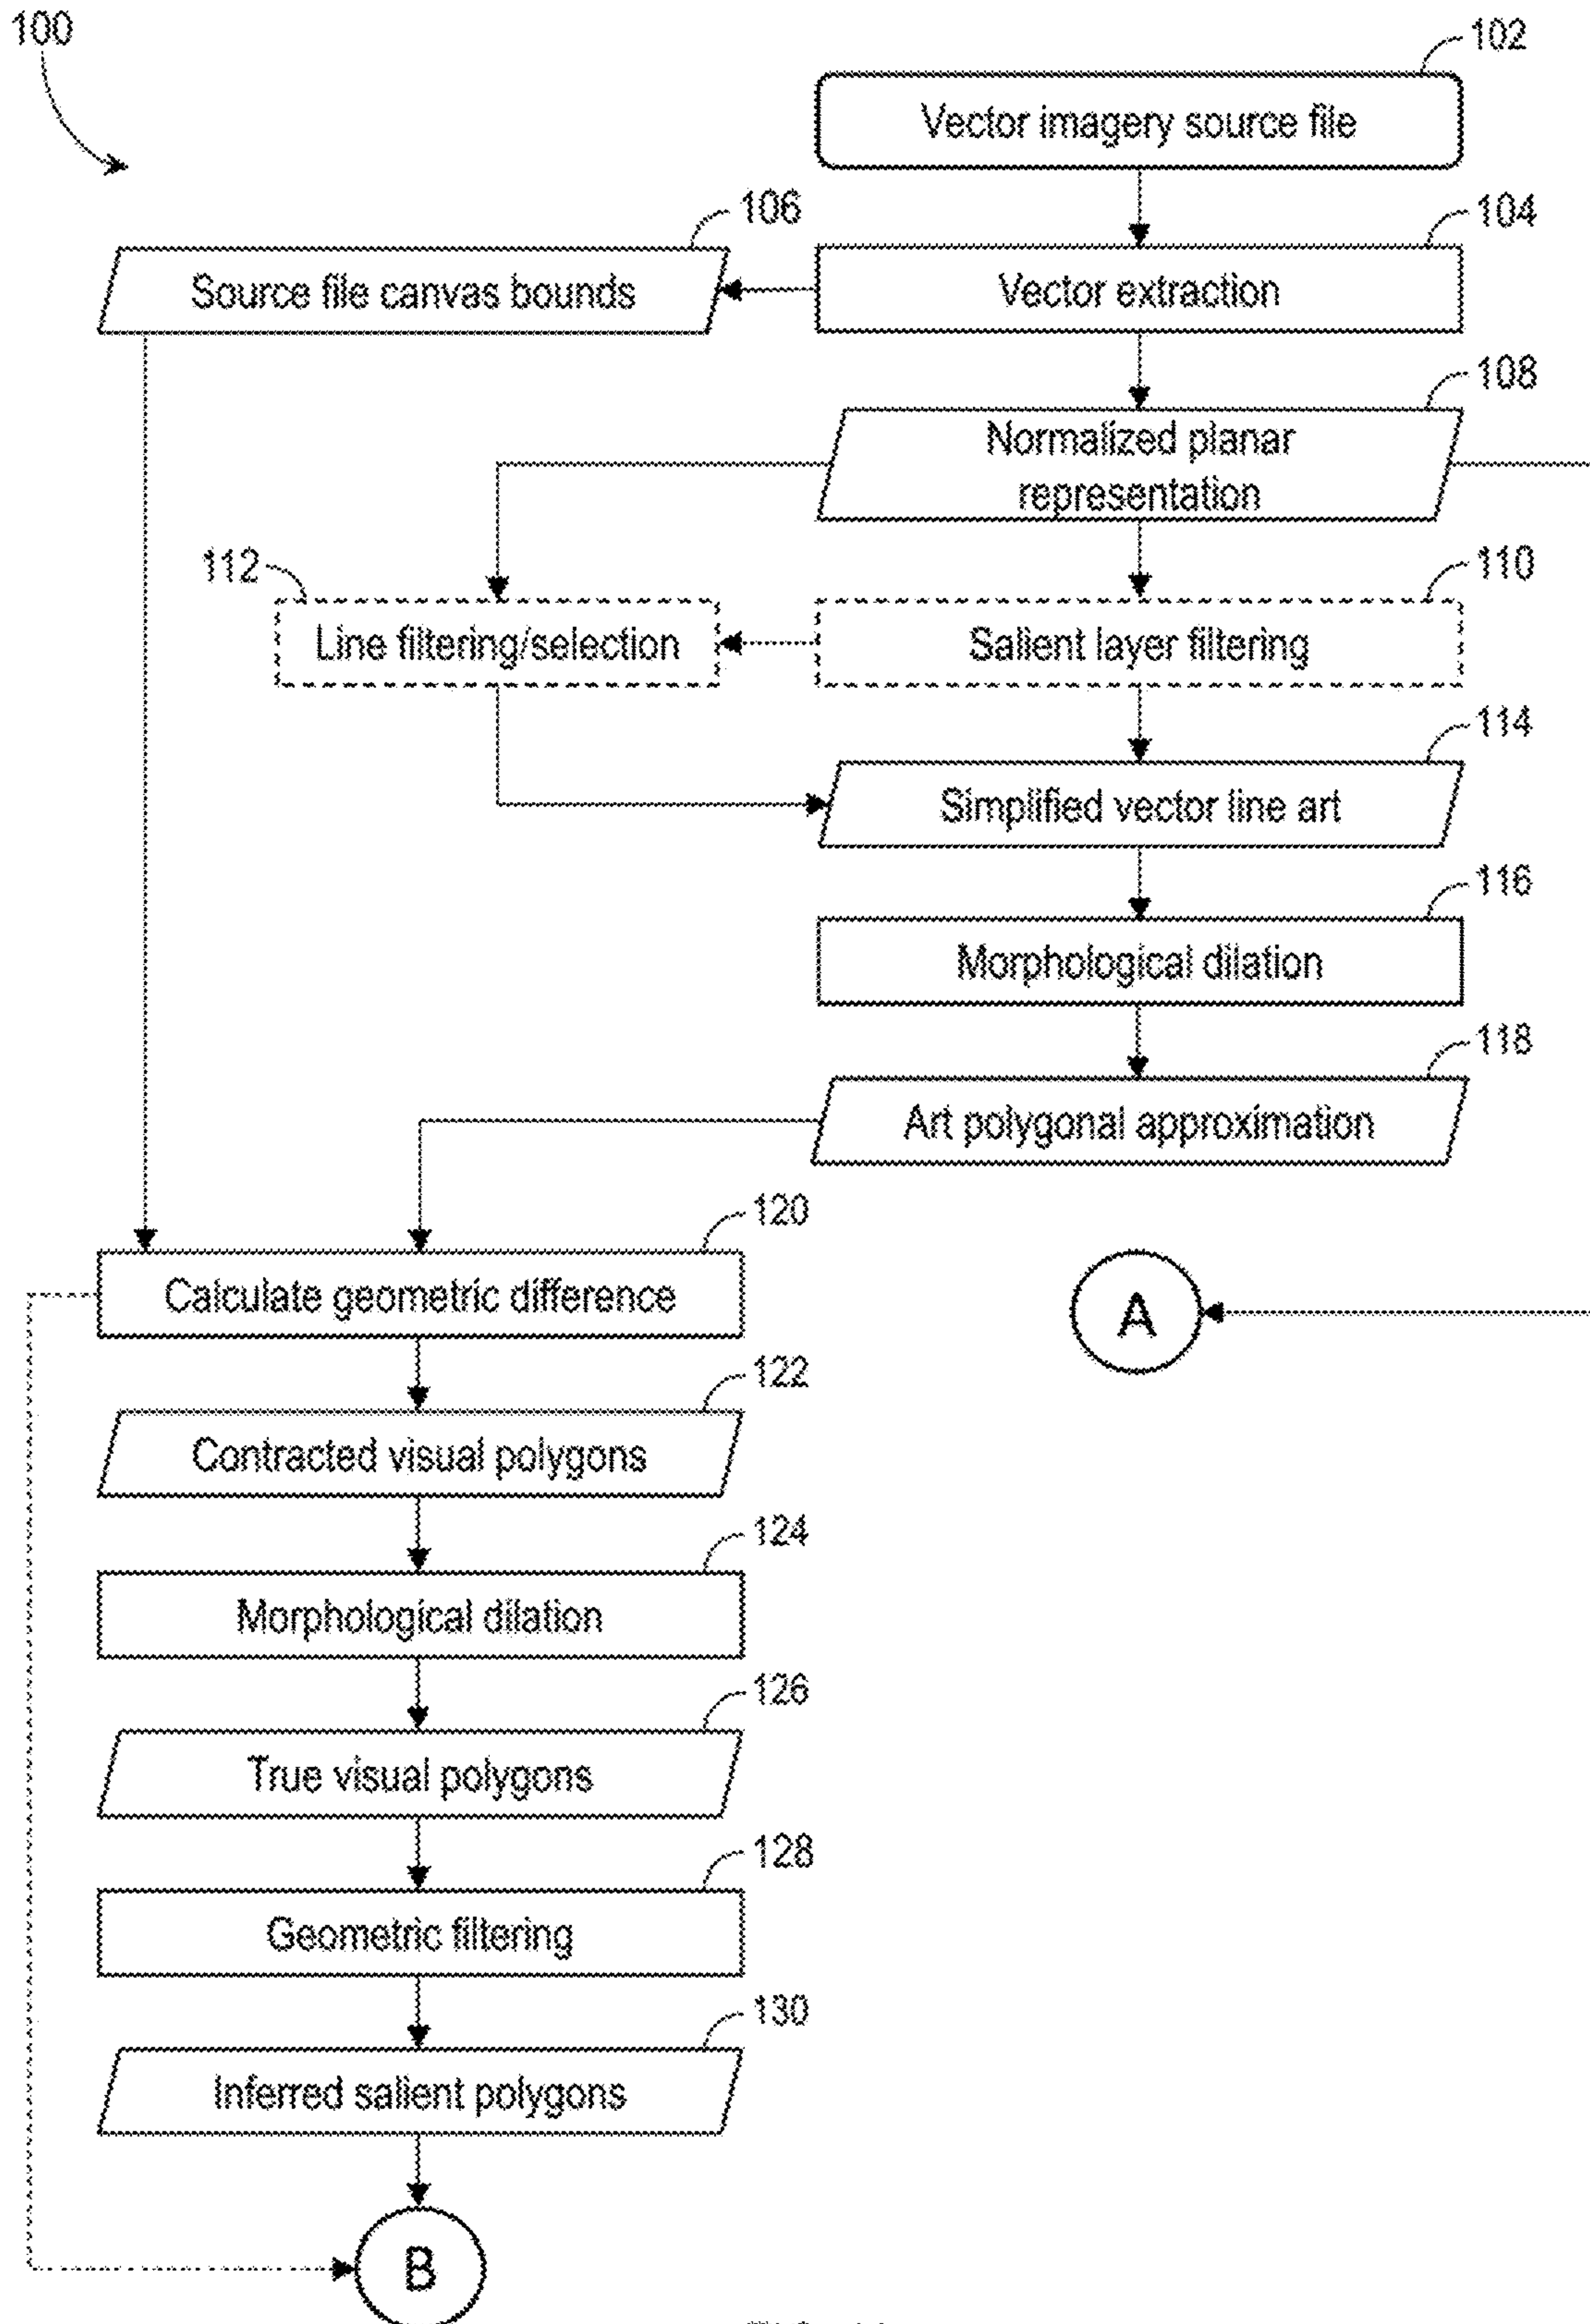 100
102
Vector imagery source file
106
104
Source file canvas bounds
Vector extraction
108
Normalized planar
representation
112
110
Line filtering/selection
Salient layer filtering
114
Simplified vector line art
116
Morphological dilation
118
Art polygonal approximation
120
Calculate geometric difference
A
122
Contracted visual polygons
124
Morphological dilation
126
True visual polygons
128
Geometric filtering
130
Inferred salient polygons
B